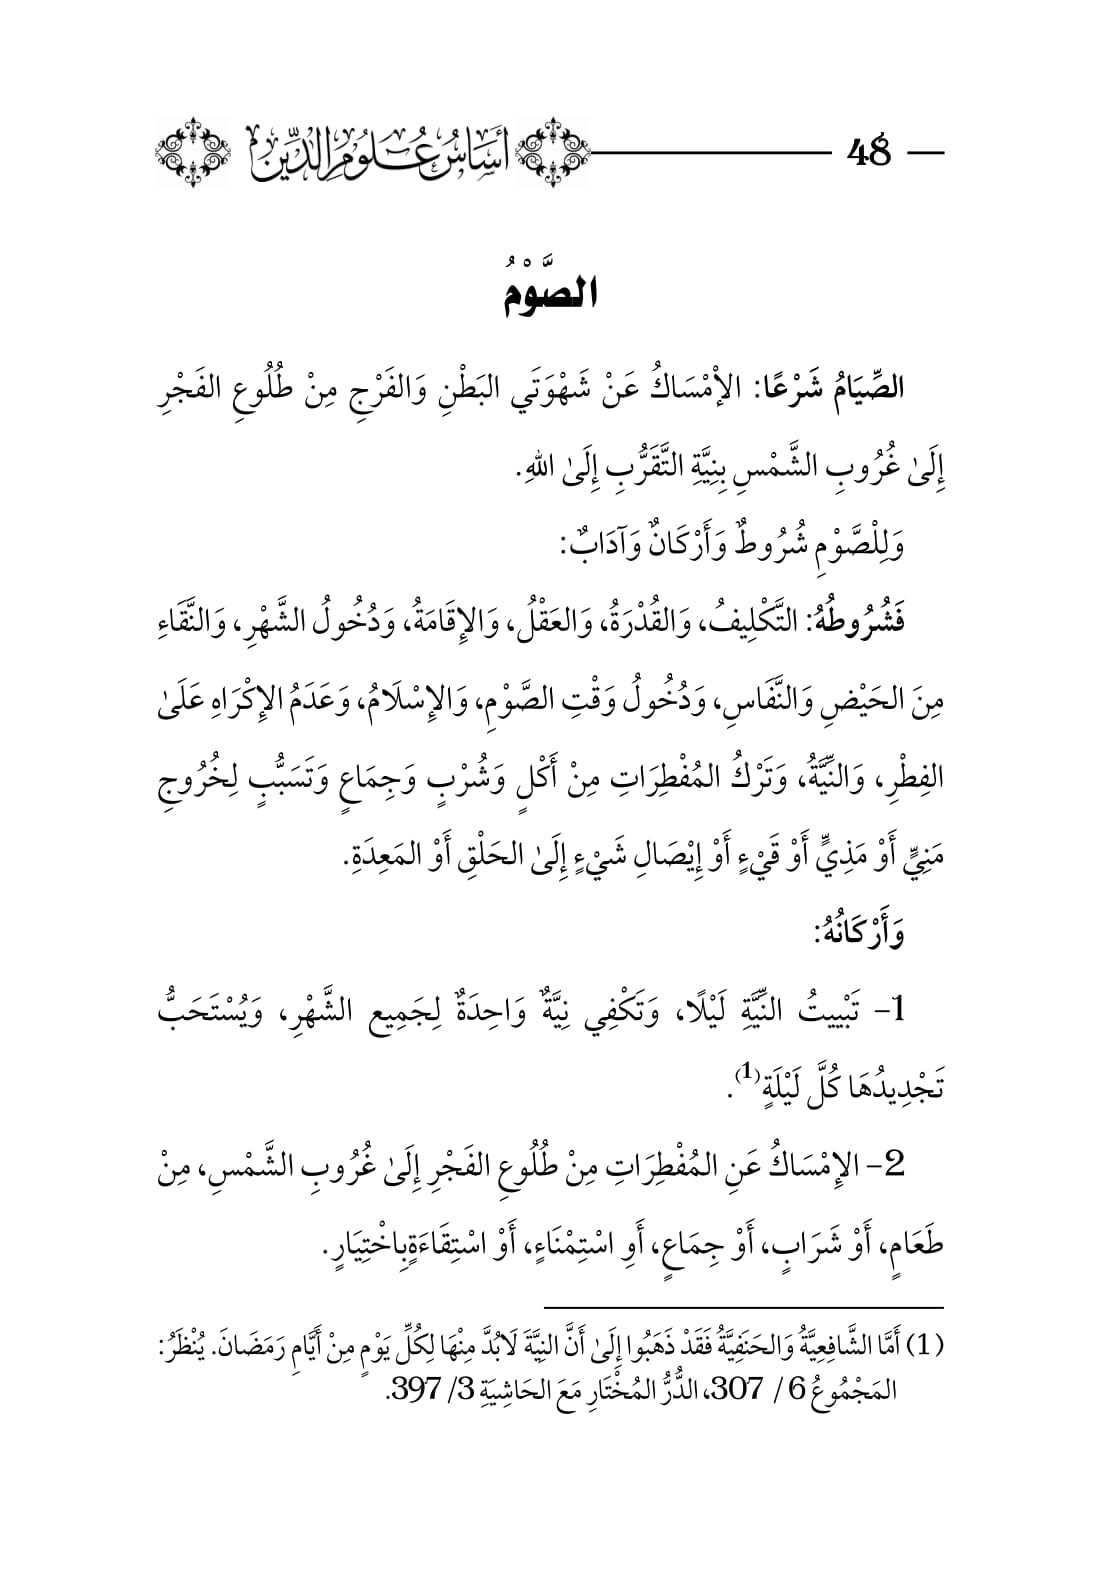 48 أَسَاسُ عُلُومِ الدِّينِ
الصَّوْمُ
الصِّيَامُ شَرْعًا: الإْمْسَاكُ عَنْ شَهْوَتَي البَطْنِ وَالفَرْجِ مِنْ طُلُوعِ الفَجْرِ
إِلَىٰ غُرُوبِ الشَّمْسِ بِنِيَّةِ التَّقَرُّبِ إِلَىٰ اللهِ.
وَلِلْصَّوْمِ شُرُوطٌ وَأَرْكَانٌ وَآدَابٌ:
فَشُرُوطُهُ: التَّكْلِيفُ، وَالقُدْرَةُ، وَالعَقْلُ، وَالإِقَامَةُ، وَدُخُولُ الشَّهْرِ، وَالنَّقَاءِ
مِنَ الحَيْضِ وَالنَّفَاسِ، وَدُخُولُ وَقْتِ الصَّوْمِ، وَالإِسْلَامُ، وَعَدَمُ الإِكْرَاهِ عَلَىٰ
الفِطْرِ، وَالنِّيَّةُ، وَتَرْكُ المُفْطِرَاتِ مِنْ أَكْلٍ وَشُرْبٍ وَجِمَاعٍ وَتَسَبُّبٍ لِخُرُوجِ
مَنِيٍّ أَوْ مَذِيٍّ أَوْ قَيْءٍ أَوْ إِيْصَالِ شَيْءٍ إِلَىٰ الحَلْقِ أَوْ المَعِدَةِ.
وَأَرْكَانُهُ:
1- تَبْيِيتُ النِّيَّةِ لَيْلًا، وَتَكْفِي نِيَّةٌ وَاحِدَةٌ لِجَمِيعِ الشَّهْرِ، وَيُسْتَحَبُّ
تَجْدِيدُهَا كُلَّ لَيْلَةٍ(1).
2- الإِمْسَاكُ عَنِ المُفْطِرَاتِ مِنْ طُلُوعِ الفَجْرِ إِلَىٰ غُرُوبِ الشَّمْسِ، مِنْ
طَعَامٍ، أَوْ شَرَابٍ، أَوْ جِمَاعٍ، أَوِ اسْتِمْنَاءٍ، أَوْ اسْتِقَاءَةٍبِاخْتِيَارٍ.
(1) أَمَّا الشَّافِعِيَّةُ وَالحَنَفِيَّةُ فَقَدْ ذَهَبُوا إِلَىٰ أَنَّ النِيَّةَ لَابُدَّ مِنْهَا لِكُلِّ يَوْمٍ مِنْ أَيَّامِ رَمَضَانَ. يُنْظَرُ:
المَجْمُوعُ 6 / 307، الدُّرُّ المُخْتَارِ مَعَ الحَاشِيَةِ 3/ 397.